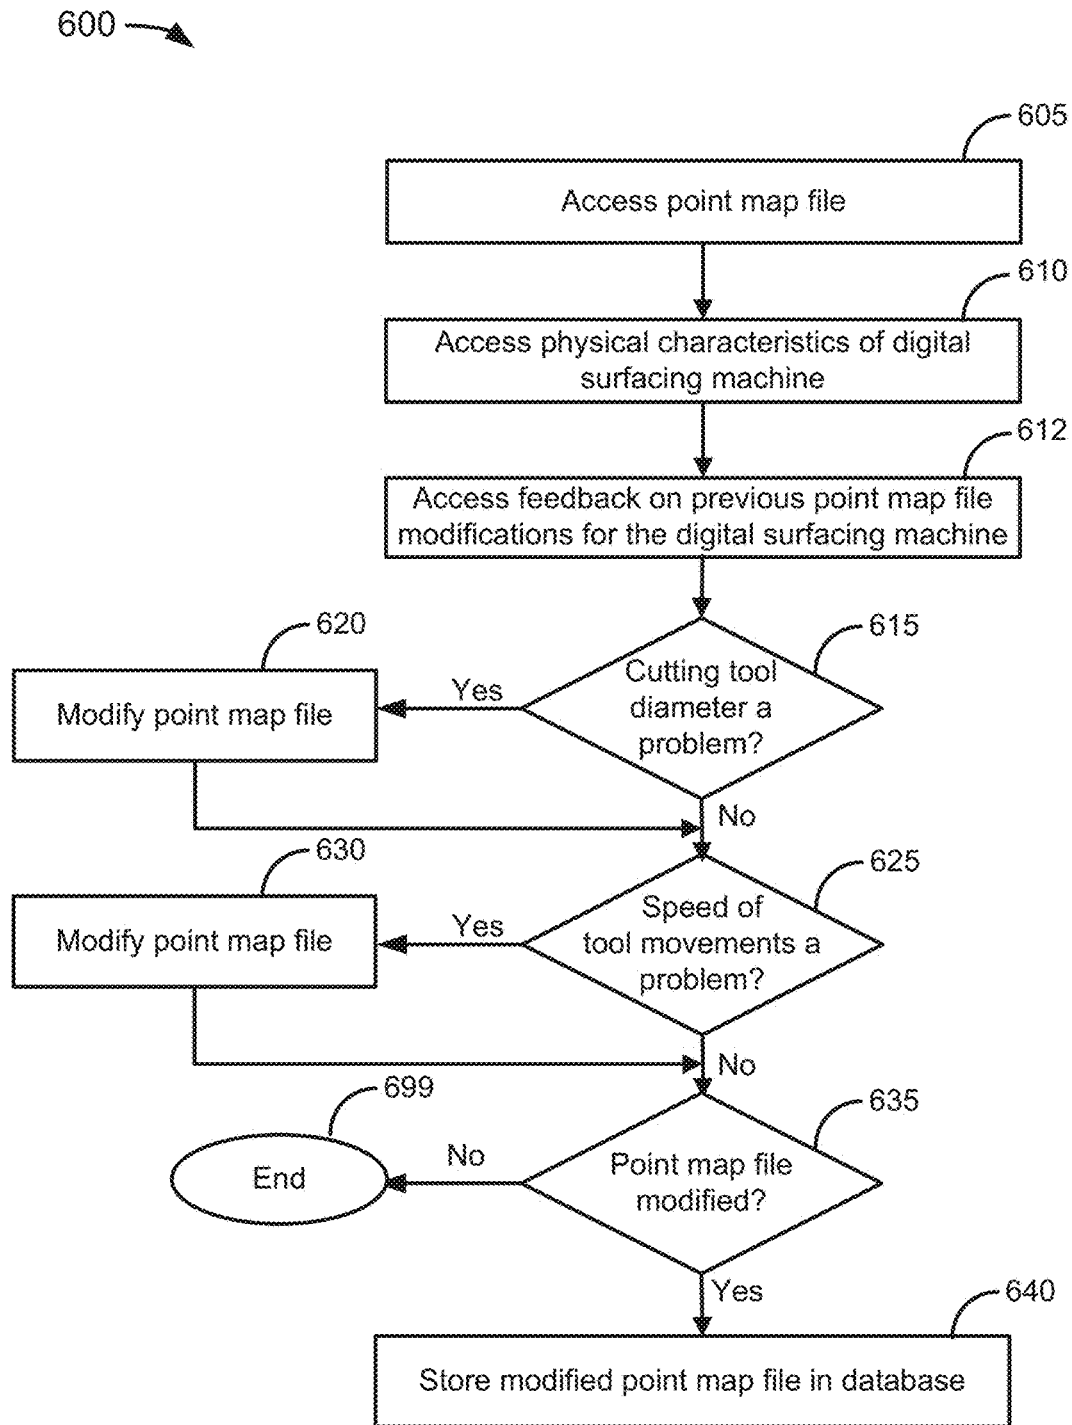 600
605
Access point map file
610
Access physical characteristics of digital
surfacing machine
612
Access feedback on previous point map file
modifications for the digital surfacing machine
615
Cutting tool
diameter a
problem?
Yes
620
Modify point map file
No
625
Speed of
tool movements a
problem?
Yes
630
Modify point map file
No
635
Point map file
modified?
No
699
End
Yes
640
Store modified point map file in database